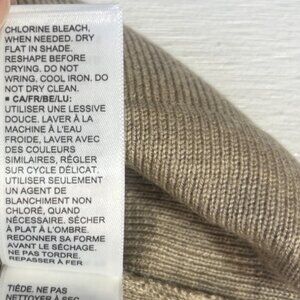 CHLORINE BLEACH,
WHEN NEEDED. DRY
FLAT IN SHADE.
RESHAPE BEFORE
DRYING. DO NOT
WRING. COOL IRON. DO
NOT DRY CLEAN.
■ CA/FR/BE/LU:
UTILISER UNE LESSIVE
DOUCE. LAVER À LA
MACHINE À L'EAU
FROIDE, LAVER AVEC
DES COULEURS
SIMILAIRES, RÉGLER
SUR CYCLE DÉLICAT.
UTILISER SEULEMENT
UN AGENT DE
BLANCHIMENT NON
CHLORÉ, QUAND
NÉCESSAIRE. SÉCHER
À PLAT À L'OMBRE.
REDONNER SA FORME
AVANT LE SÉCHAGE.
NE PAS TORDRE.
REPASSER À FER
TIÈDE. NE PAS
NETTOYER À SEC